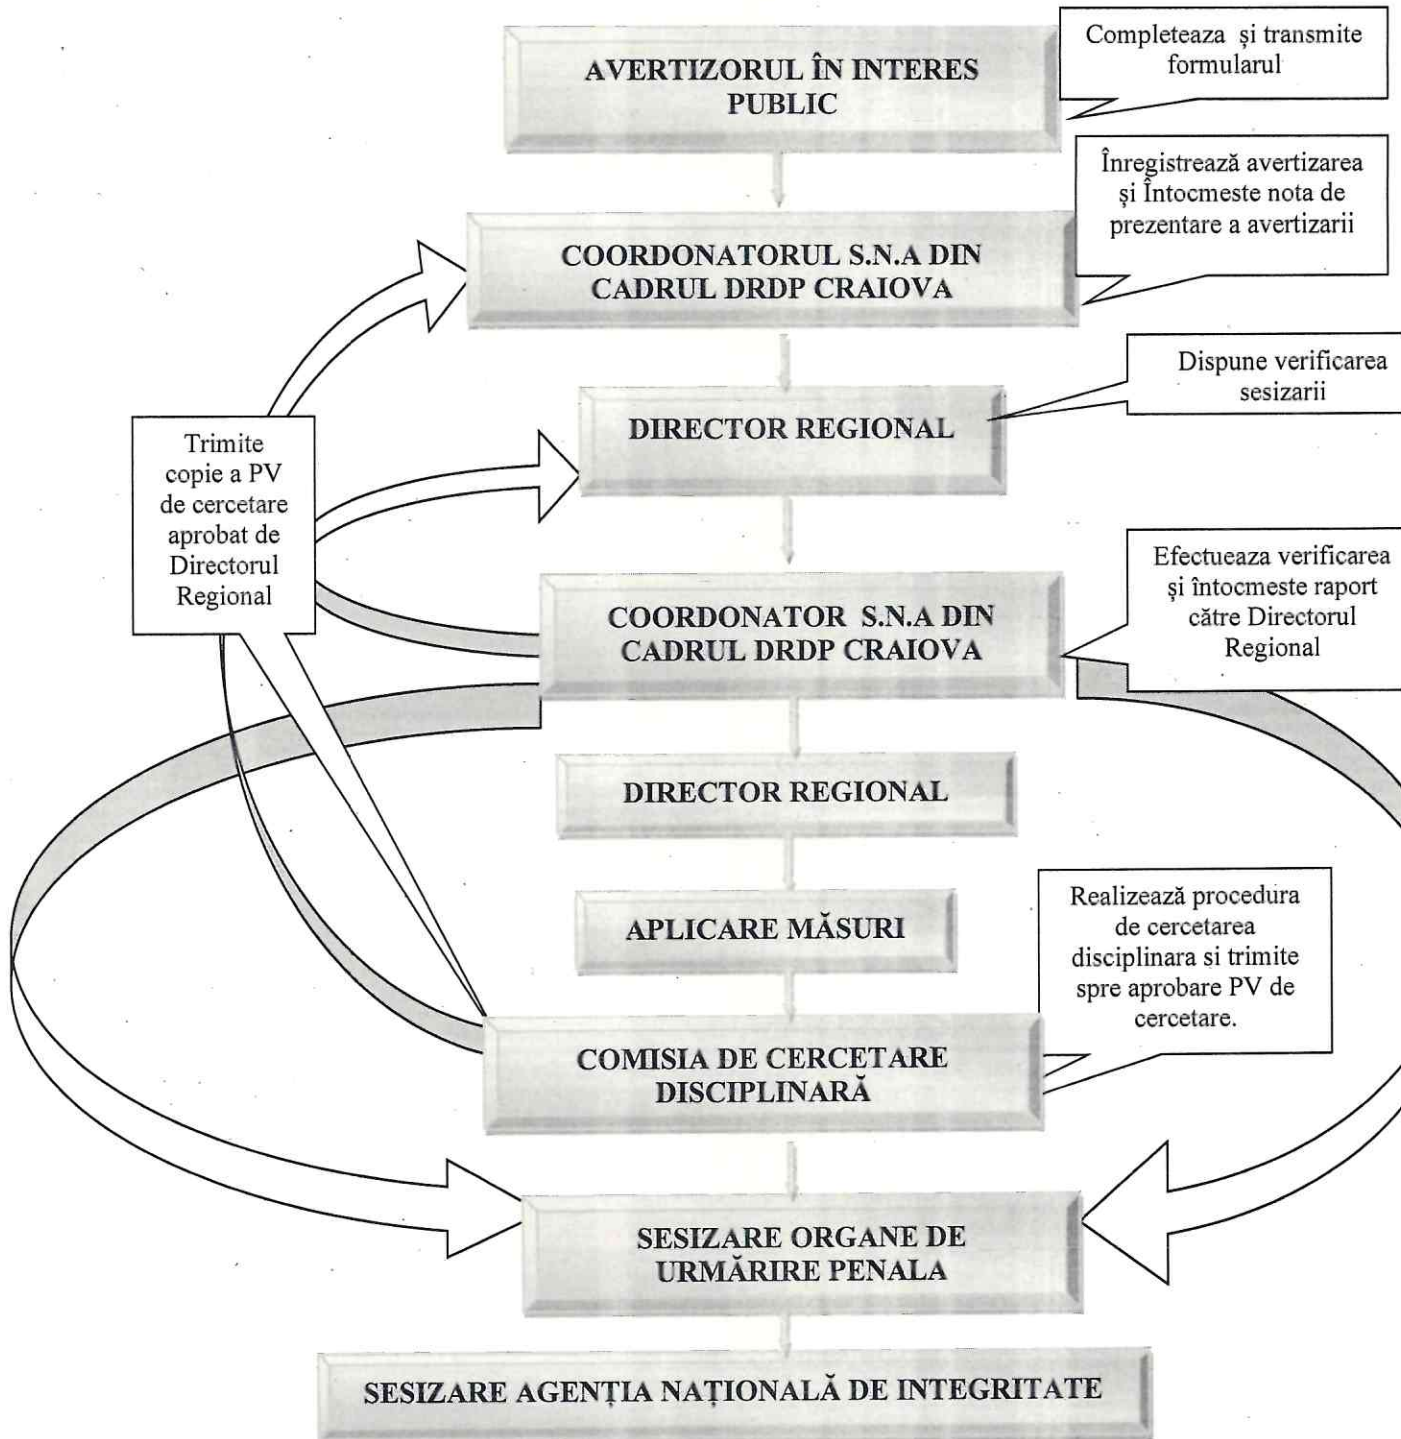 AVERTIZORUL ÎN INTERES
PUBLIC
Completeaza și transmite
formularul
Înregistrează avertizarea
și Întocmeste nota de
prezentare a avertizarii
COORDONATORUL S.N.A DIN
CADRUL DRDP CRAIOVA
Dispune verificarea
sesizarii
DIRECTOR REGIONAL
Trimite
copie a PV
de cercetare
aprobat de
Directorul
Regional
Efectueaza verificarea
și întocmeste raport
către Directorul
Regional
COORDONATOR S.N.A DIN
CADRUL DRDP CRAIOVA
DIRECTOR REGIONAL
APLICARE MĂSURI
Realizează procedura
de cercetarea
disciplinara si trimite
spre aprobare PV de
cercetare.
COMISIA DE CERCETARE
DISCIPLINARĂ
SESIZARE ORGANE DE
URMĂRIRE PENALA
SESIZARE AGENȚIA NAȚIONALĂ DE INTEGRITATE